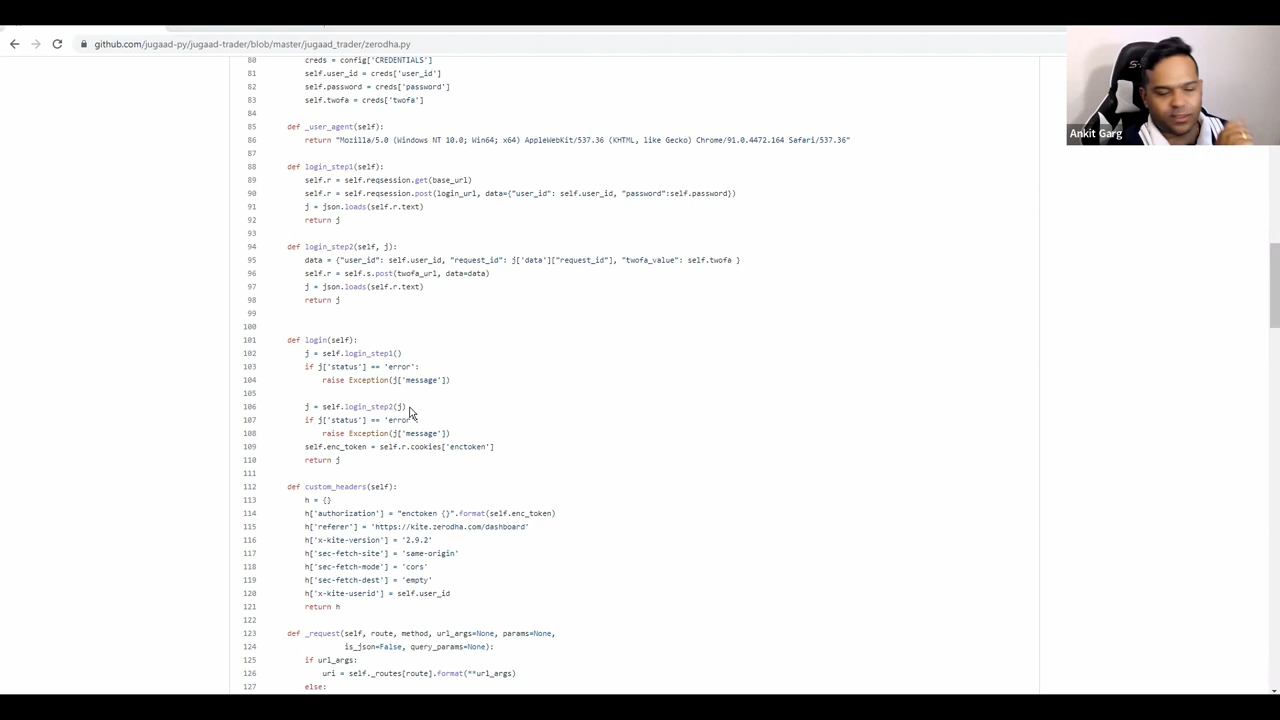 github.com/jugaad-py/jugaad-trader/blob/master/jugaad_trader/zerodha.py
Ankit Garg
80 creds = config['CREDENTIALS']
81 self.user_id = creds['user_id']
82 self.password = creds['password']
83 self.twofa = creds['twofa']
84
85 def _user_agent(self):
86 return "Mozilla/5.0 (Windows NT 10.0; Win64; x64) AppleWebKit/537.36 (KHTML, like Gecko) Chrome/91.0.4472.164 Safari/537.36"
87
88 def login_step1(self):
89 self.r = self.reqsession.get(base_url)
90 self.r = self.reqsession.post(login_url, data={"user_id": self.user_id, "password":self.password})
91 j = json.loads(self.r.text)
92 return j
93
94 def login_step2(self, j):
95 data = {"user_id": self.user_id, "request_id": j['data']["request_id"], "twofa_value": self.twofa }
96 self.r = self.s.post(twofa_url, data=data)
97 j = json.loads(self.r.text)
98 return j
99
100
101 def login(self):
102 j = self.login_step1()
103 if j['status'] == 'error':
104 raise Exception(j['message'])
105
106 j = self.login_step2(j)
107 if j['status'] == 'error':
108 raise Exception(j['message'])
109 self.enc_token = self.r.cookies['enctoken']
110 return j
111
112 def custom_headers(self):
113 h = {}
114 h['authorization'] = "enctoken {}".format(self.enc_token)
115 h['referer'] = 'https://kite.zerodha.com/dashboard'
116 h['x-kite-version'] = '2.9.2'
117 h['sec-fetch-site'] = 'same-origin'
118 h['sec-fetch-mode'] = 'cors'
119 h['sec-fetch-dest'] = 'empty'
120 h['x-kite-userid'] = self.user_id
121 return h
122
123 def _request(self, route, method, url_args=None, params=None,
124 is_json=False, query_params=None):
125 if url_args:
126 uri = self._routes[route].format(**url_args)
127 else: